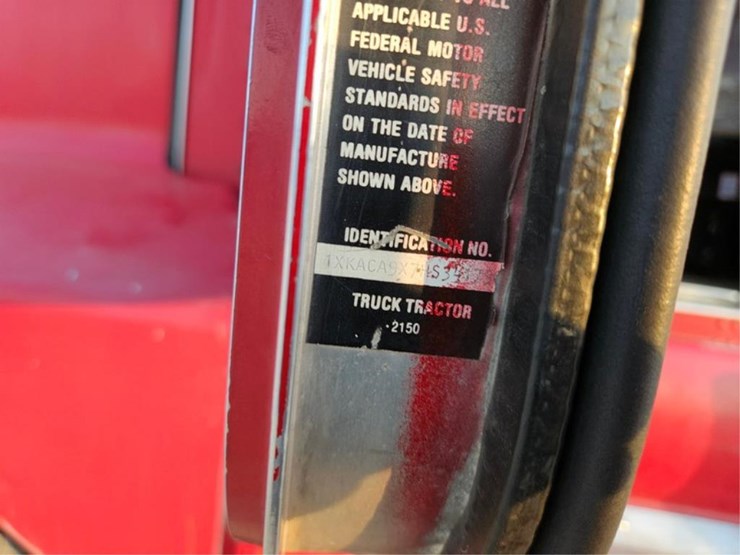 ALL
APPLICABLE U.S.
FEDERAL MOTOR
VEHICLE SAFETY
STANDARDS IN EFFECT
ON THE DATE OF
MANUFACTURE
SHOWN ABOVE.
IDENTIFICATION NO.
TRUCK TRACTOR
2150